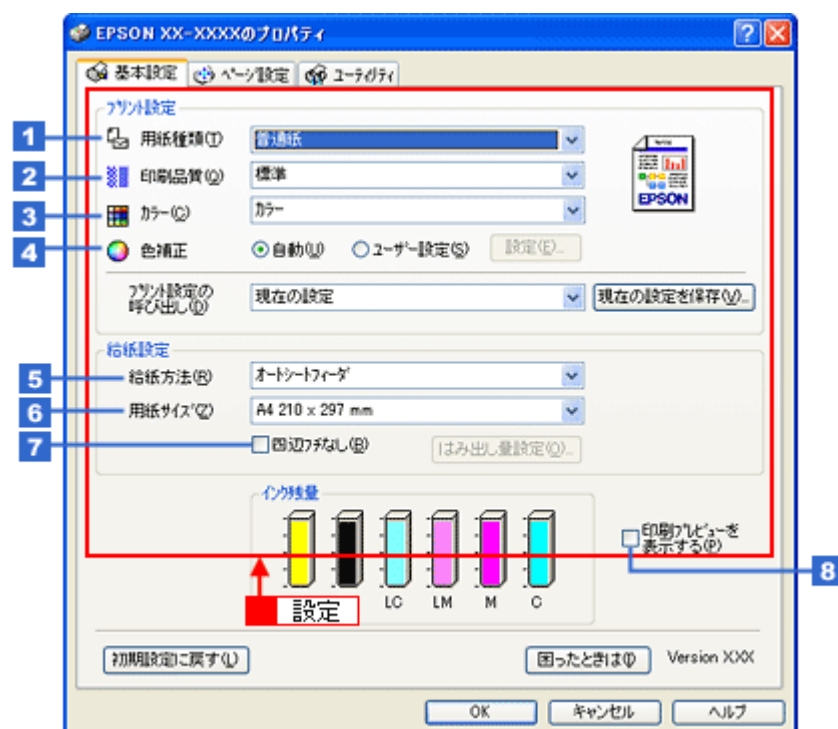 EPSON XX-XXXXのプロパティ
基本設定 ページ設定 ユーティリティ
プリント設定
1 用紙種類(T) 普通紙
2 印刷品質(Q) 標準
EPSON
3 カラー(C) カラー
4 色補正 自動(U) ユーザー設定(S) 設定(E)...
プリント設定の
呼び出し(D) 現在の設定 現在の設定を保存(V)...
給紙設定
5 給紙方法(R) オートシートフィーダ
6 用紙サイズ(Z) A4 210 x 297 mm
7 四辺フチなし(B) はみ出し量設定(O)...
インク残量
印刷プレビューを
表示する(P)
8
設定 LC LM M C
初期設定に戻す(L) 困ったときは(I) Version X.XX
OK キャンセル ヘルプ